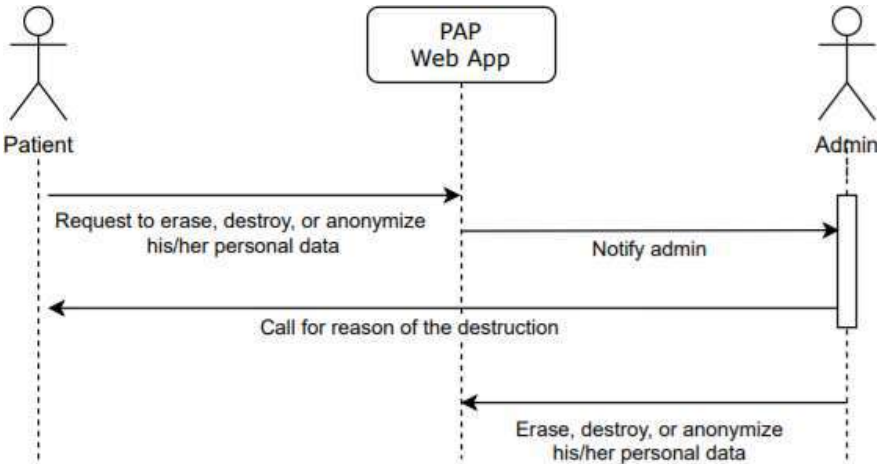 PAP
Web App
Patient
Admin
Request to erase, destroy, or anonymize
his/her personal data
Notify admin
Call for reason of the destruction
Erase, destroy, or anonymize
his/her personal data